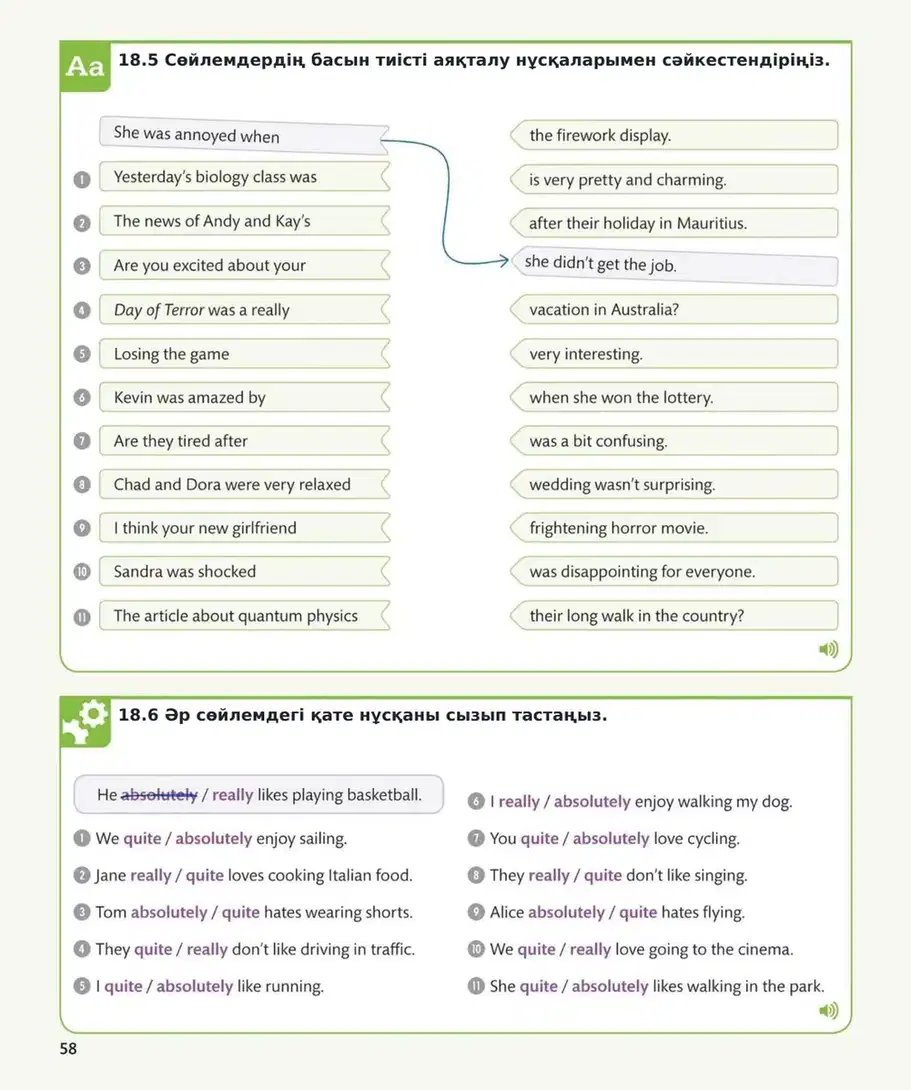 Aa
18.5 Сөйлемдердің басын тиісті аяқталу нұсқаларымен сәйкестендіріңіз.
She was annoyed when
the firework display.
1 Yesterday's biology class was
is very pretty and charming.
2 The news of Andy and Kay's
after their holiday in Mauritius.
3 Are you excited about your
she didn't get the job.
4 Day of Terror was a really
vacation in Australia?
5 Losing the game
very interesting.
6 Kevin was amazed by
when she won the lottery.
7 Are they tired after
was a bit confusing.
8 Chad and Dora were very relaxed
wedding wasn't surprising.
9 I think your new girlfriend
frightening horror movie.
10 Sandra was shocked
was disappointing for everyone.
11 The article about quantum physics
their long walk in the country?
18.6 Әр сөйлемдегі қате нұсқаны сызып тастаңыз.
He absolutely / really likes playing basketball.
1 We quite / absolutely enjoy sailing.
2 Jane really / quite loves cooking Italian food.
3 Tom absolutely / quite hates wearing shorts.
4 They quite / really don't like driving in traffic.
5 I quite / absolutely like running.
6 I really / absolutely enjoy walking my dog.
7 You quite / absolutely love cycling.
8 They really / quite don't like singing.
9 Alice absolutely / quite hates flying.
10 We quite / really love going to the cinema.
11 She quite / absolutely likes walking in the park.
58